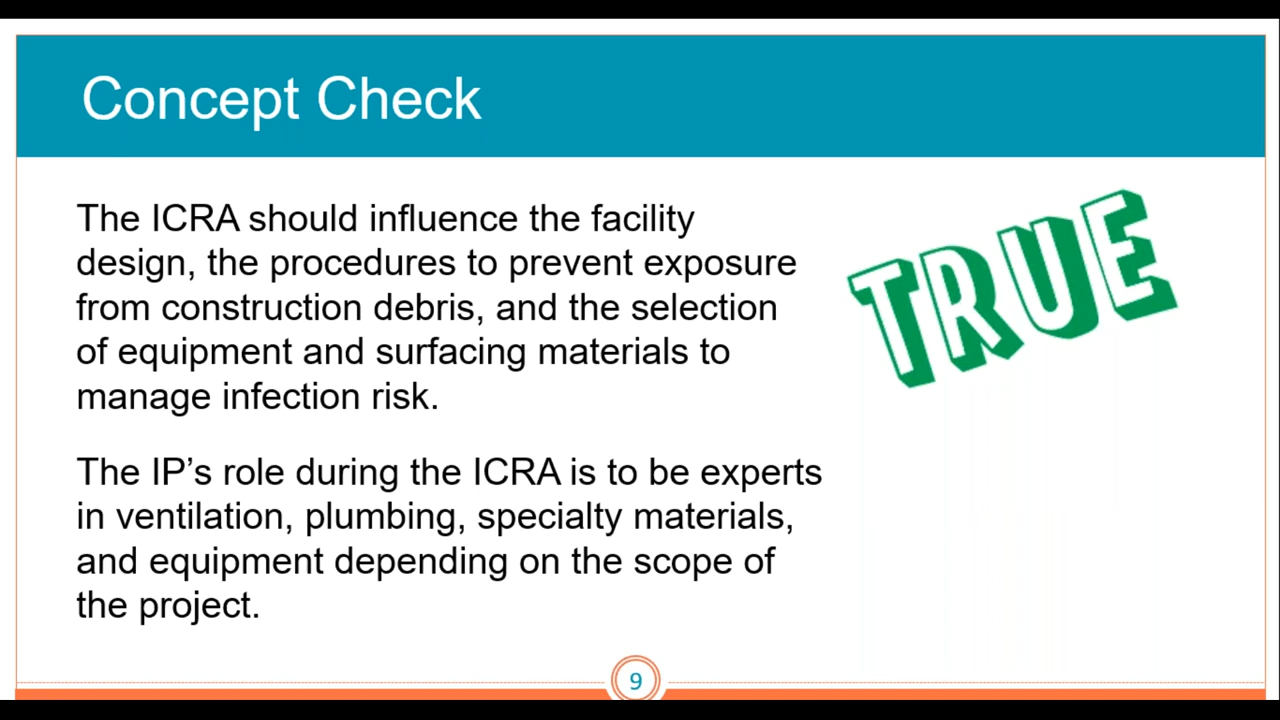 Concept Check
The ICRA should influence the facility
design, the procedures to prevent exposure
from construction debris, and the selection
of equipment and surfacing materials to
manage infection risk.
TRUE
The IP’s role during the ICRA is to be experts
in ventilation, plumbing, specialty materials,
and equipment depending on the scope of
the project.
9